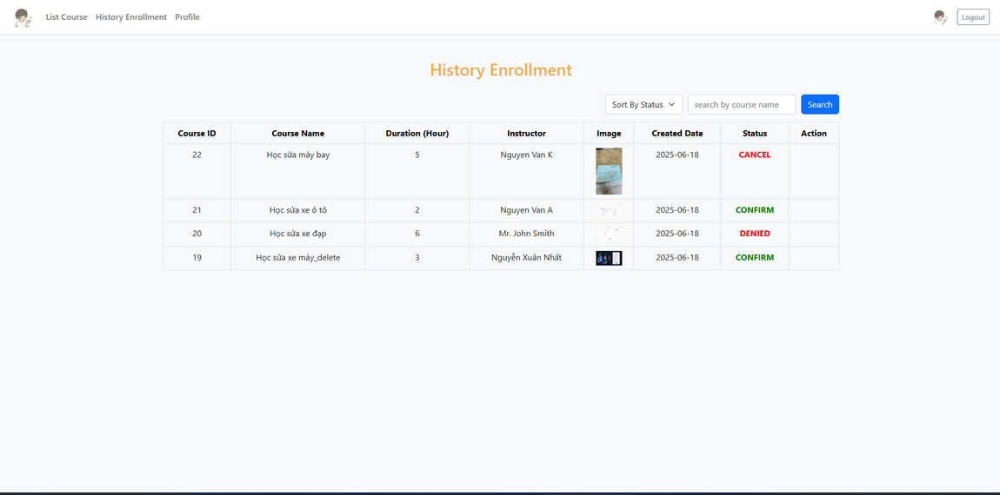 List Course History Enrollment Profile Logout
History Enrollment
Sort By Status search by course name Search
Course ID Course Name Duration (Hour) Instructor Image Created Date Status Action
22 Học sửa máy bay 5 Nguyen Van K 2025-06-18 CANCEL
21 Học sửa xe ô tô 2 Nguyen Van A 2025-06-18 CONFIRM
20 Học sửa xe đạp 6 Mr. John Smith 2025-06-18 DENIED
19 Học sửa xe máy_delete 3 Nguyễn Xuân Nhất 2025-06-18 CONFIRM